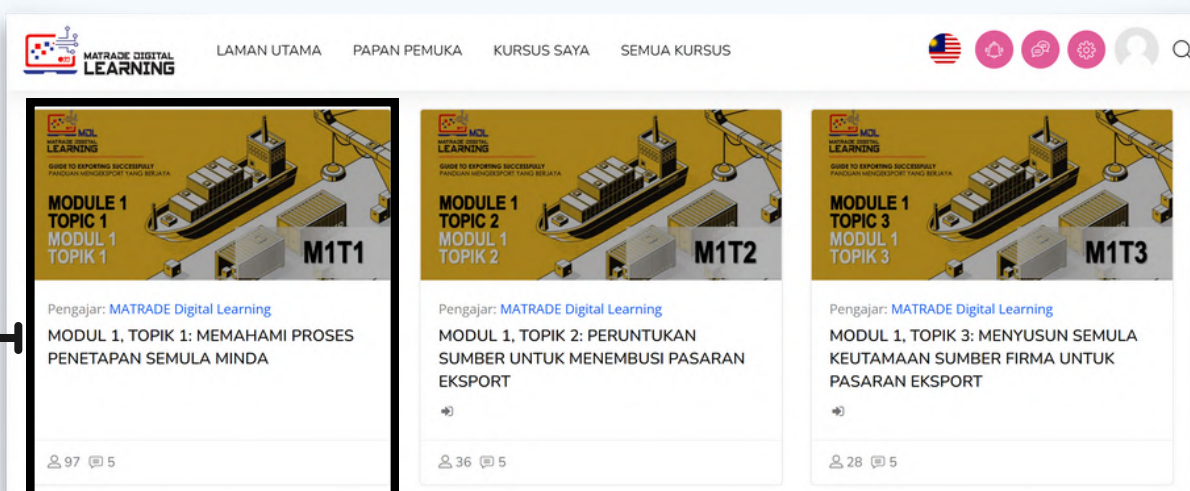 MATRADE DIGITAL
LEARNING
LAMAN UTAMA
PAPAN PEMUKA
KURSUS SAYA
SEMUA KURSUS
MDL
MATRADE DIGITAL
LEARNING
GUIDE TO EXPORTING SUCCESSFULLY
PANDUAN MENGEKSPORT YANG BERJAYA
MODULE 1
TOPIC 1
MODUL 1
TOPIK 1
M1T1
Pengajar: MATRADE Digital Learning
MODUL 1, TOPIK 1: MEMAHAMI PROSES
PENETAPAN SEMULA MINDA
97 5
MDL
MATRADE DIGITAL
LEARNING
GUIDE TO EXPORTING SUCCESSFULLY
PANDUAN MENGEKSPORT YANG BERJAYA
MODULE 1
TOPIC 2
MODUL 1
TOPIK 2
M1T2
Pengajar: MATRADE Digital Learning
MODUL 1, TOPIK 2: PERUNTUKAN
SUMBER UNTUK MENEMBUSI PASARAN
EKSPORT
36 5
MDL
MATRADE DIGITAL
LEARNING
GUIDE TO EXPORTING SUCCESSFULLY
PANDUAN MENGEKSPORT YANG BERJAYA
MODULE 1
TOPIC 3
MODUL 1
TOPIK 3
M1T3
Pengajar: MATRADE Digital Learning
MODUL 1, TOPIK 3: MENYUSUN SEMULA
KEUTAMAAN SUMBER FIRMA UNTUK
PASARAN EKSPORT
28 5